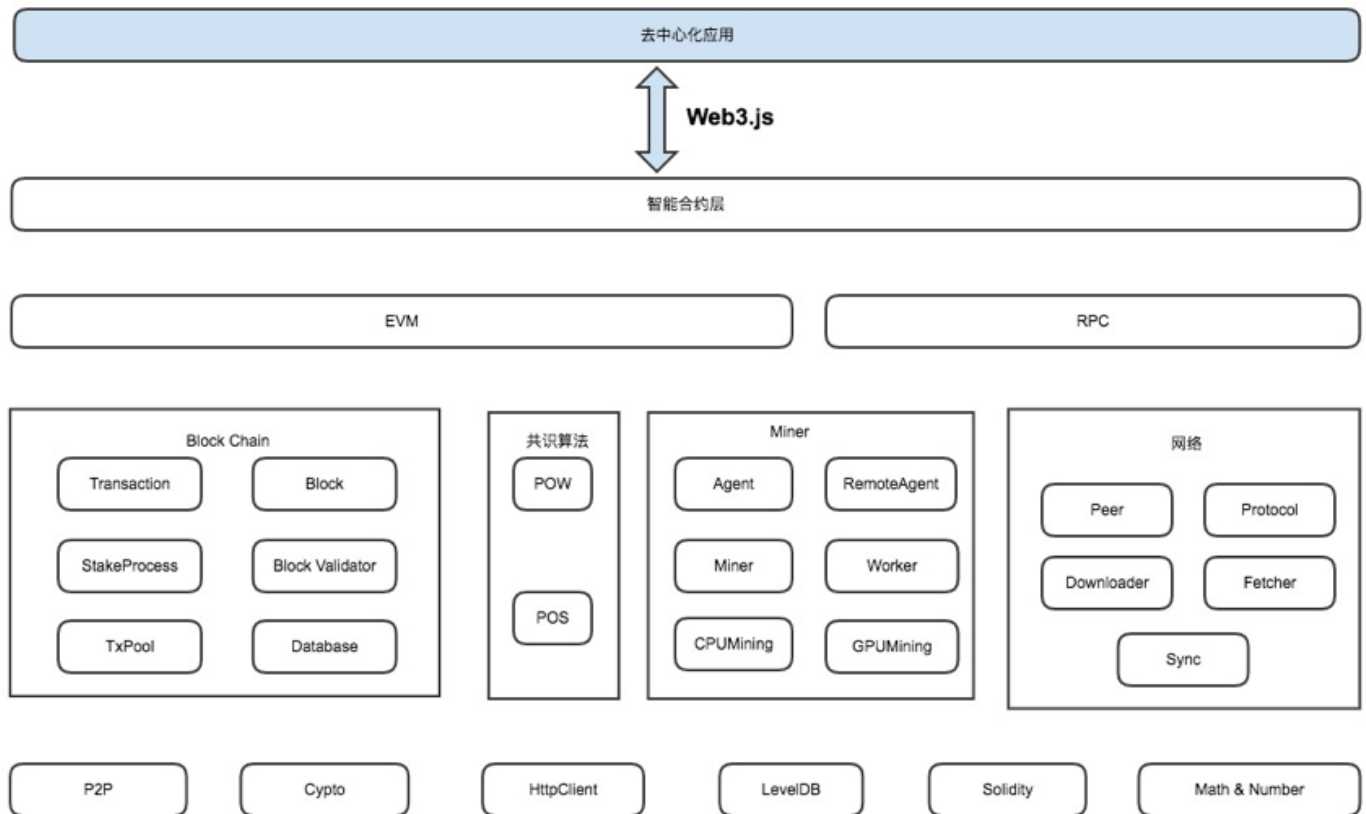 去中心化应用
Web3.js
智能合约层
EVM
RPC
Block Chain
Transaction
Block
StakeProcess
Block Validator
TxPool
Database
共识算法
POW
POS
Miner
Agent
RemoteAgent
Miner
Worker
CPUMining
GPUMining
网络
Peer
Protocol
Downloader
Fetcher
Sync
P2P
Cypto
HttpClient
LevelDB
Solidity
Math & Number